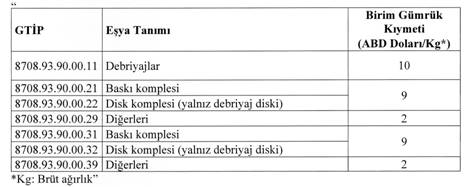 “
GTİP Eşya Tanımı Birim Gümrük Kıymeti (ABD Doları/Kg*)
8708.93.90.00.11 Debriyajlar 10
8708.93.90.00.21 Baskı komplesi 9
8708.93.90.00.22 Disk komplesi (yalnız debriyaj diski)
8708.93.90.00.29 Diğerleri 2
8708.93.90.00.31 Baskı komplesi 9
8708.93.90.00.32 Disk komplesi (yalnız debriyaj diski)
8708.93.90.00.39 Diğerleri 2
*Kg: Brüt ağırlık”